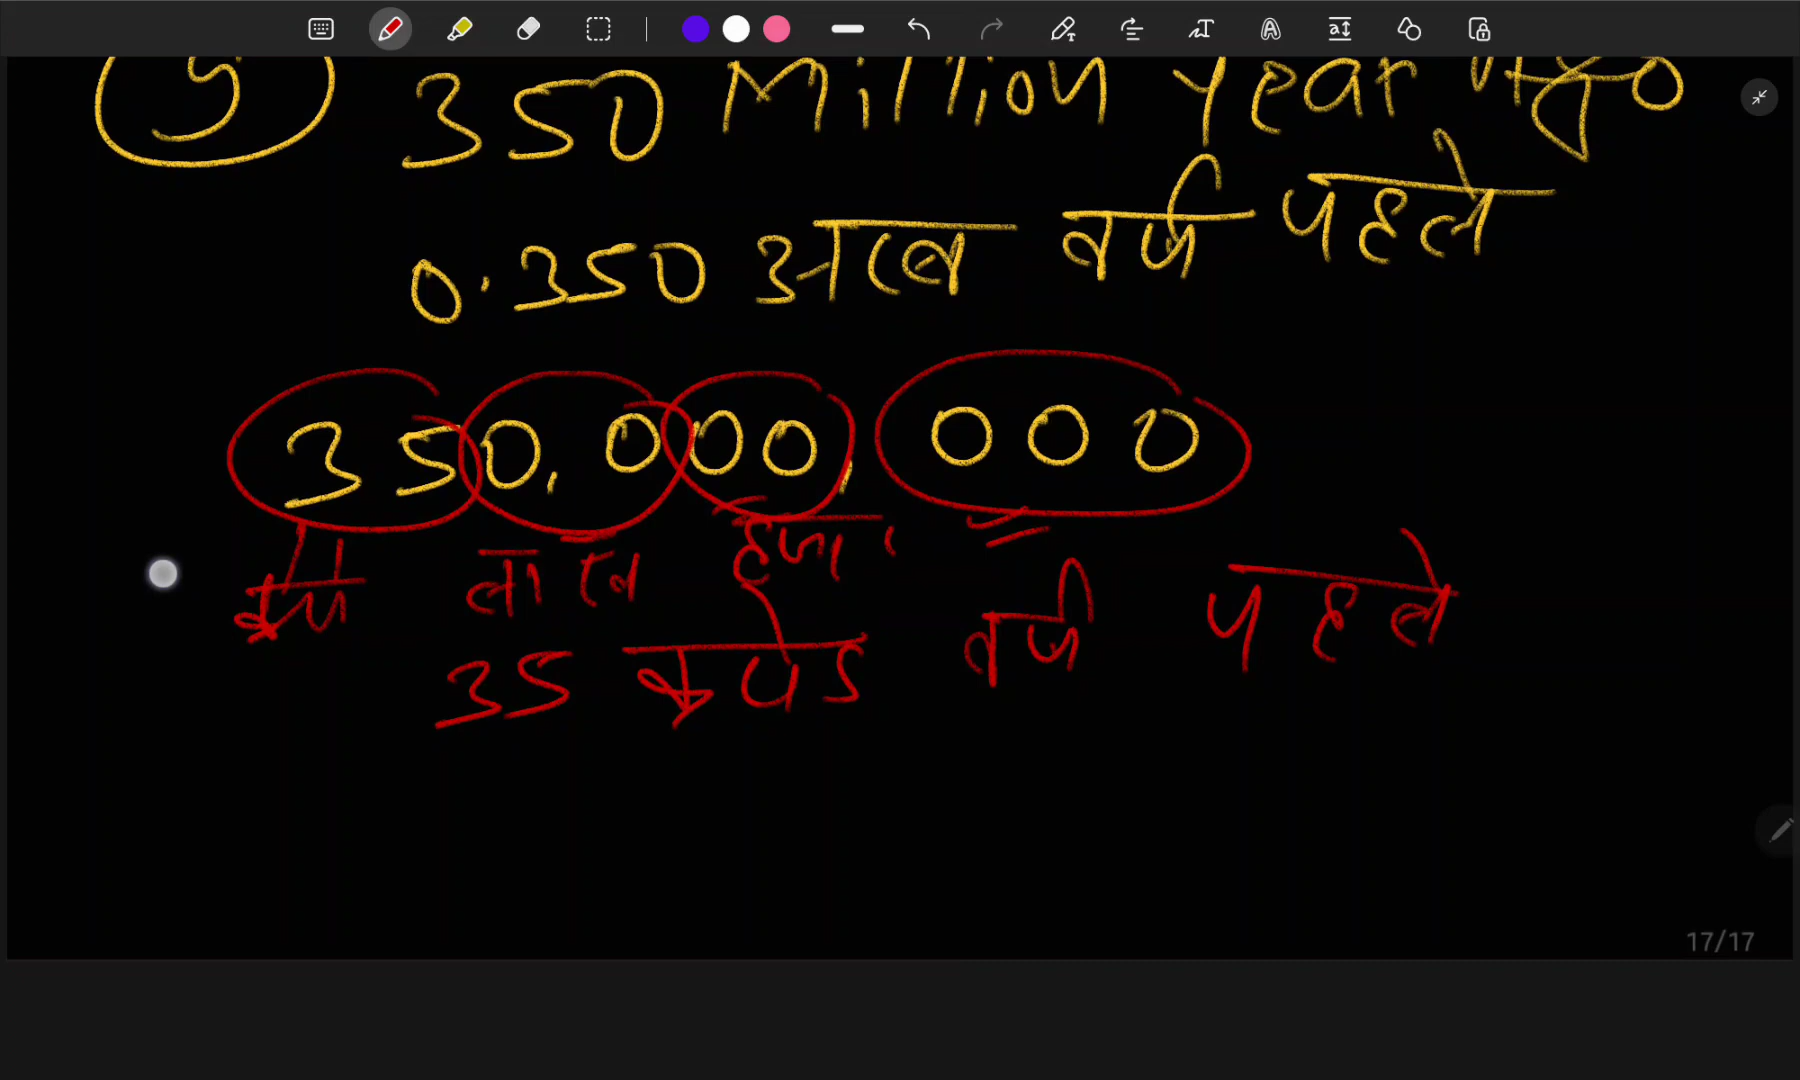 5 350 Million Year Ago
0.350 अरब वर्ष पहले
350,000,000
करोड़ लाख हजार
35 करोड वर्ष पहले
17/17